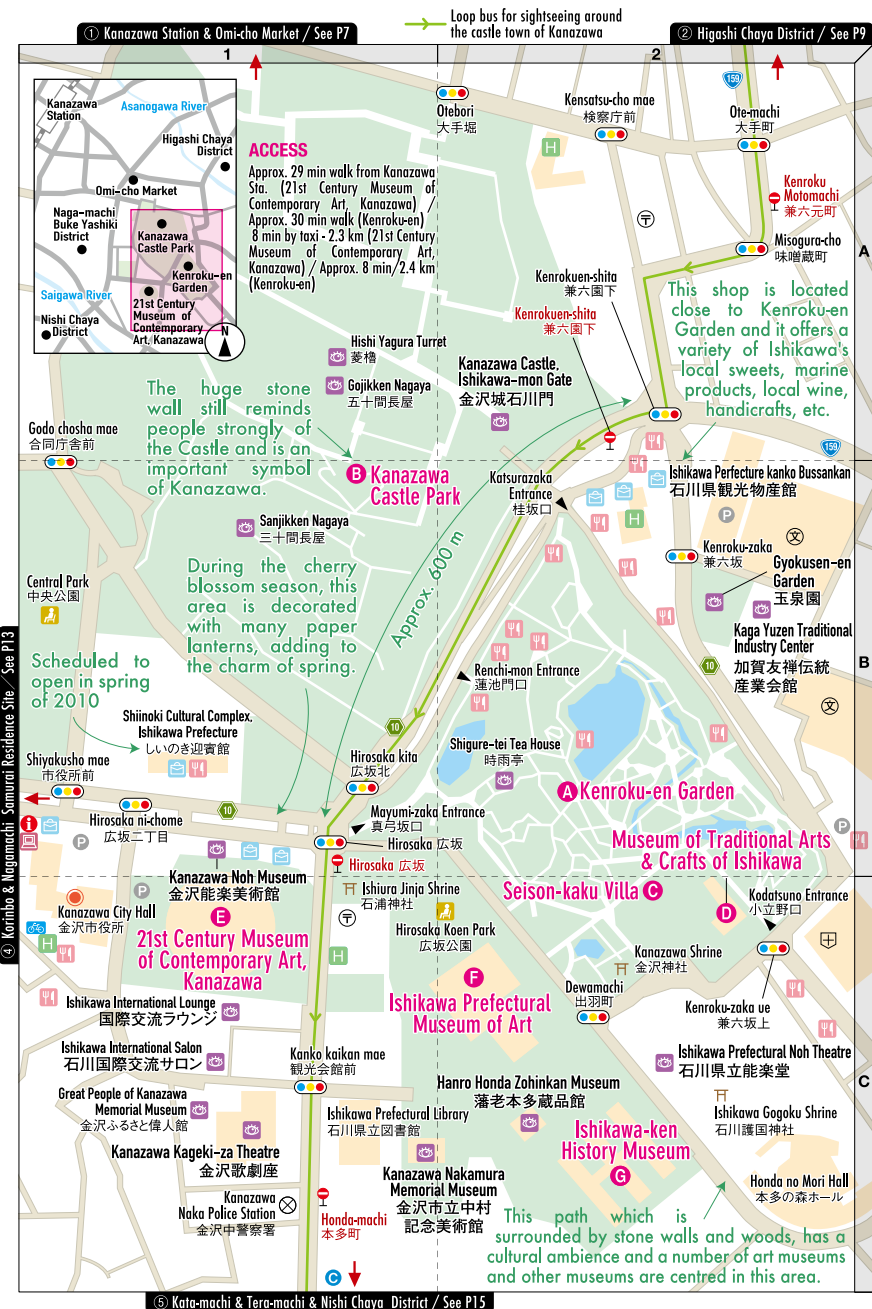 ① Kanazawa Station & Omi-cho Market / See P7
Loop bus for sightseeing around
the castle town of Kanazawa
② Higashi Chaya District / See P9
1
2
Kanazawa
Station
Asanogawa River
Higashi Chaya
District
Omi-cho Market
Naga-machi
Buke Yashiki
District
Kanazawa
Castle Park
Kenroku-en
Garden
Saigawa River
21st Century
Museum of
Contemporary
Art, Kanazawa
Nishi Chaya
District
N
ACCESS
Approx. 29 min walk from Kanazawa
Sta. (21st Century Museum of
Contemporary Art, Kanazawa) /
Approx. 30 min walk (Kenroku-en)
8 min by taxi - 2.3 km (21st Century
Museum of Contemporary Art,
Kanazawa) / Approx. 8 min/2.4 km
(Kenroku-en)
Otebori
大手堀
Kensatsu-cho mae
検察庁前
159
Ote-machi
大手町
H
Kenroku
Motomachi
兼六元町
Misogura-cho
味噌蔵町
A
Kenrokuen-shita
兼六園下
Kenrokuen-shita
兼六園下
This shop is located
close to Kenroku-en
Garden and it offers a
variety of Ishikawa's
local sweets, marine
products, local wine,
handicrafts, etc.
Hishi Yagura Turret
菱櫓
Gojikken Nagaya
五十間長屋
Kanazawa Castle,
Ishikawa-mon Gate
金沢城石川門
The huge stone
wall still reminds
people strongly of
the Castle and is an
important symbol
of Kanazawa.
Godo chosha mae
合同庁舎前
159
B Kanazawa
Castle Park
Katsurazaka
Entrance
桂坂口
Ishikawa Perfecture kanko Bussankan
石川県観光物産館
P
H
文
Sanjikken Nagaya
三十間長屋
Kenroku-zaka
兼六坂
Gyokusen-en
Garden
玉泉園
During the cherry
blossom season, this
area is decorated
with many paper
lanterns, adding to
the charm of spring.
Approx. 600 m
Central Park
中央公園
Kaga Yuzen Traditional
Industry Center
加賀友禅伝統
産業会館
10
文
B
Scheduled to
open in spring
of 2010
Renchi-mon Entrance
蓮池門口
Shiinoki Cultural Complex,
Ishikawa Prefecture
しいのき迎賓館
10
Shigure-tei Tea House
時雨亭
Shiyakusho mae
市役所前
Hirosaka kita
広坂北
A Kenroku-en Garden
④ Korinbo & Nagamachi Samurai Residence Site / See P13
Hirosaka ni-chome
広坂二丁目
10
Mayumi-zaka Entrance
真弓坂口
Hirosaka 広坂
Hirosaka 広坂
Museum of Traditional Arts
& Crafts of Ishikawa
P
P
Kanazawa Noh Museum
金沢能楽美術館
Seison-kaku Villa C
D
Kodatsuno Entrance
小立野口
P
Kanazawa City Hall
金沢市役所
E
21st Century Museum
of Contemporary Art,
Kanazawa
Ishiura Jinja Shrine
石浦神社
Hirosaka Koen Park
広坂公園
Kanazawa Shrine
金沢神社
H
H
F
Ishikawa Prefectural
Museum of Art
Dewamachi
出羽町
Kenroku-zaka ue
兼六坂上
Ishikawa International Lounge
国際交流ラウンジ
Ishikawa International Salon
石川国際交流サロン
Kanko kaikan mae
観光会館前
Ishikawa Prefectural Noh Theatre
石川県立能楽堂
C
Great People of Kanazawa
Memorial Museum
金沢ふるさと偉人館
Hanro Honda Zohinkan Museum
藩老本多蔵品館
Ishikawa Prefectural Library
石川県立図書館
Ishikawa Gogoku Shrine
石川護国神社
Kanazawa Kageki-za Theatre
金沢歌劇座
Ishikawa-ken
History Museum
G
Kanazawa Nakamura
Memorial Museum
金沢市立中村
記念美術館
Honda no Mori Hall
本多の森ホール
Kanazawa
Naka Police Station
金沢中警察署
Honda-machi
本多町
This path which is
surrounded by stone walls and woods, has a
cultural ambience and a number of art museums
and other museums are centred in this area.
C
⑤ Kata-machi & Tera-machi & Nishi Chaya District / See P15